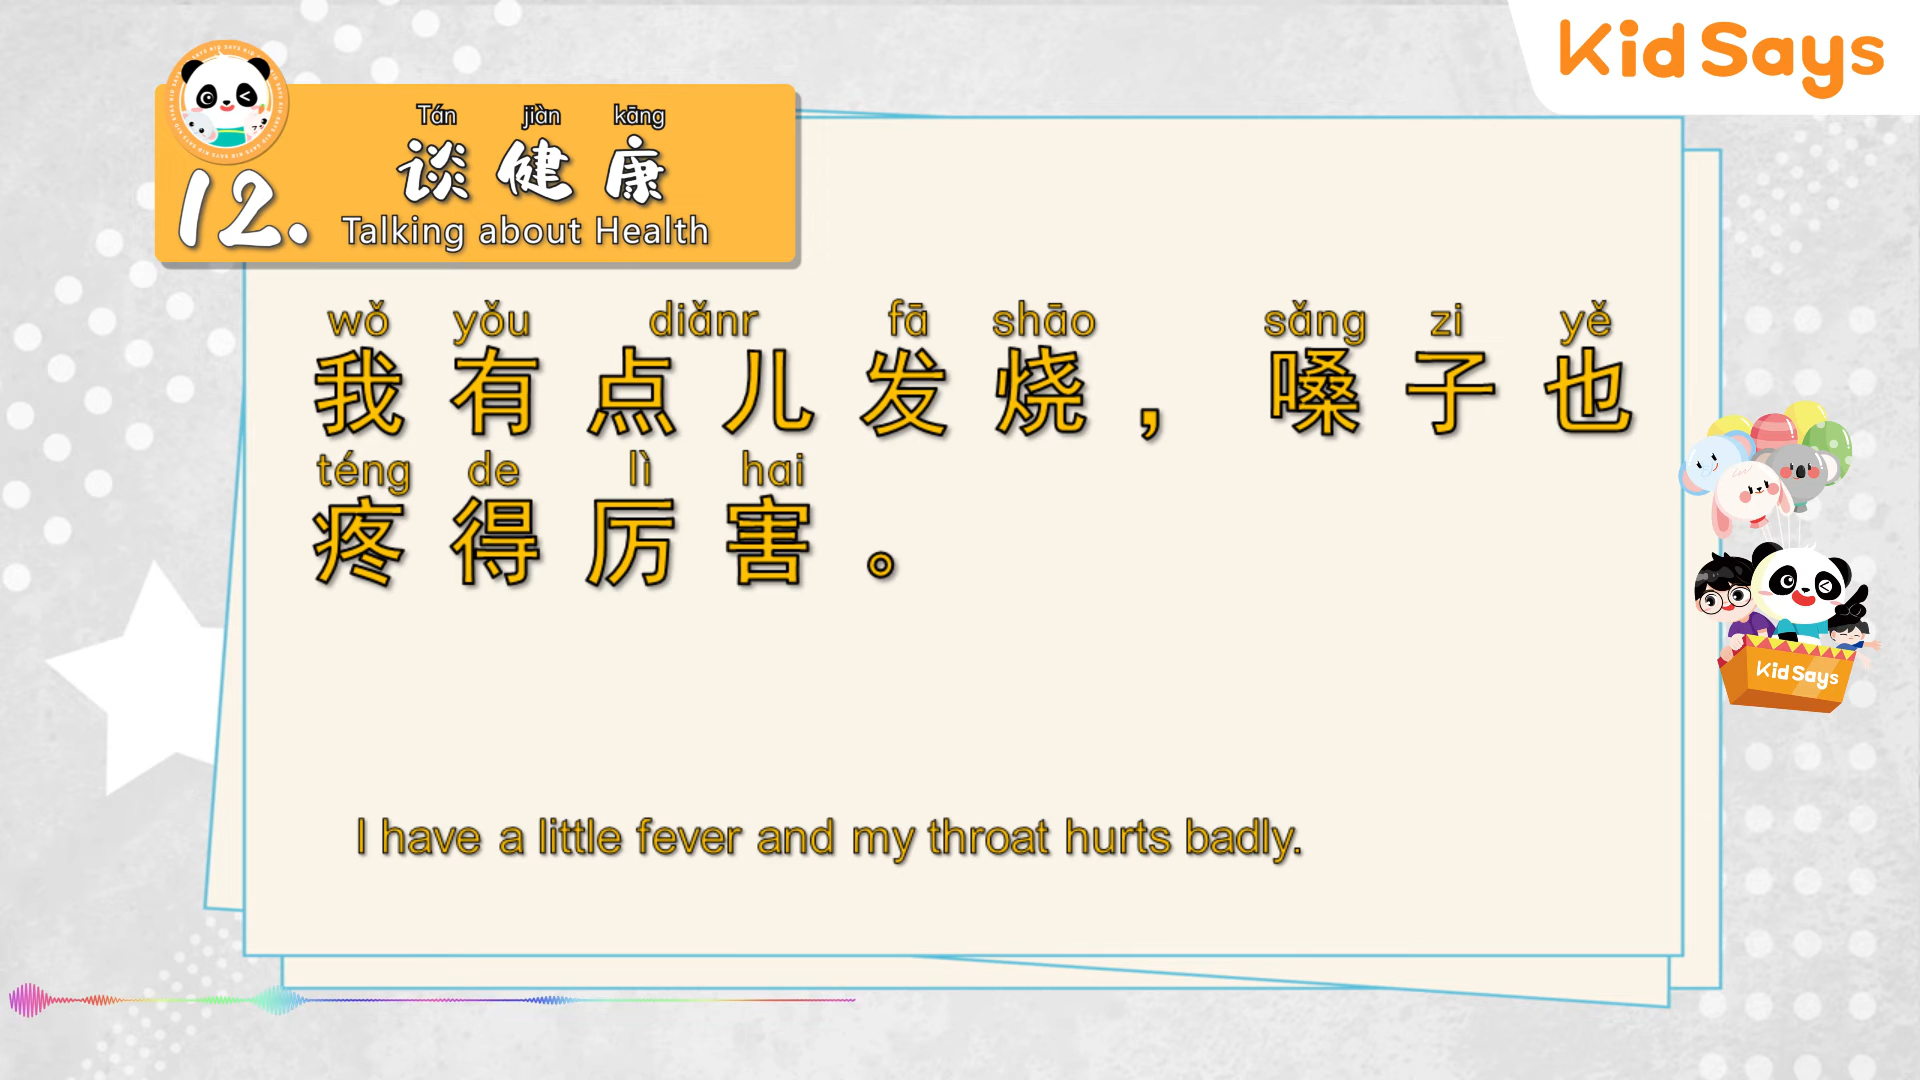 Kid Says
Tán jiàn kāng
12. 谈健康
Talking about Health
wǒ yǒu diǎnr fā shāo sǎng zi yě
我有点儿发烧，嗓子也
téng de lì hai
疼得厉害。
Kid Says
I have a little fever and my throat hurts badly.